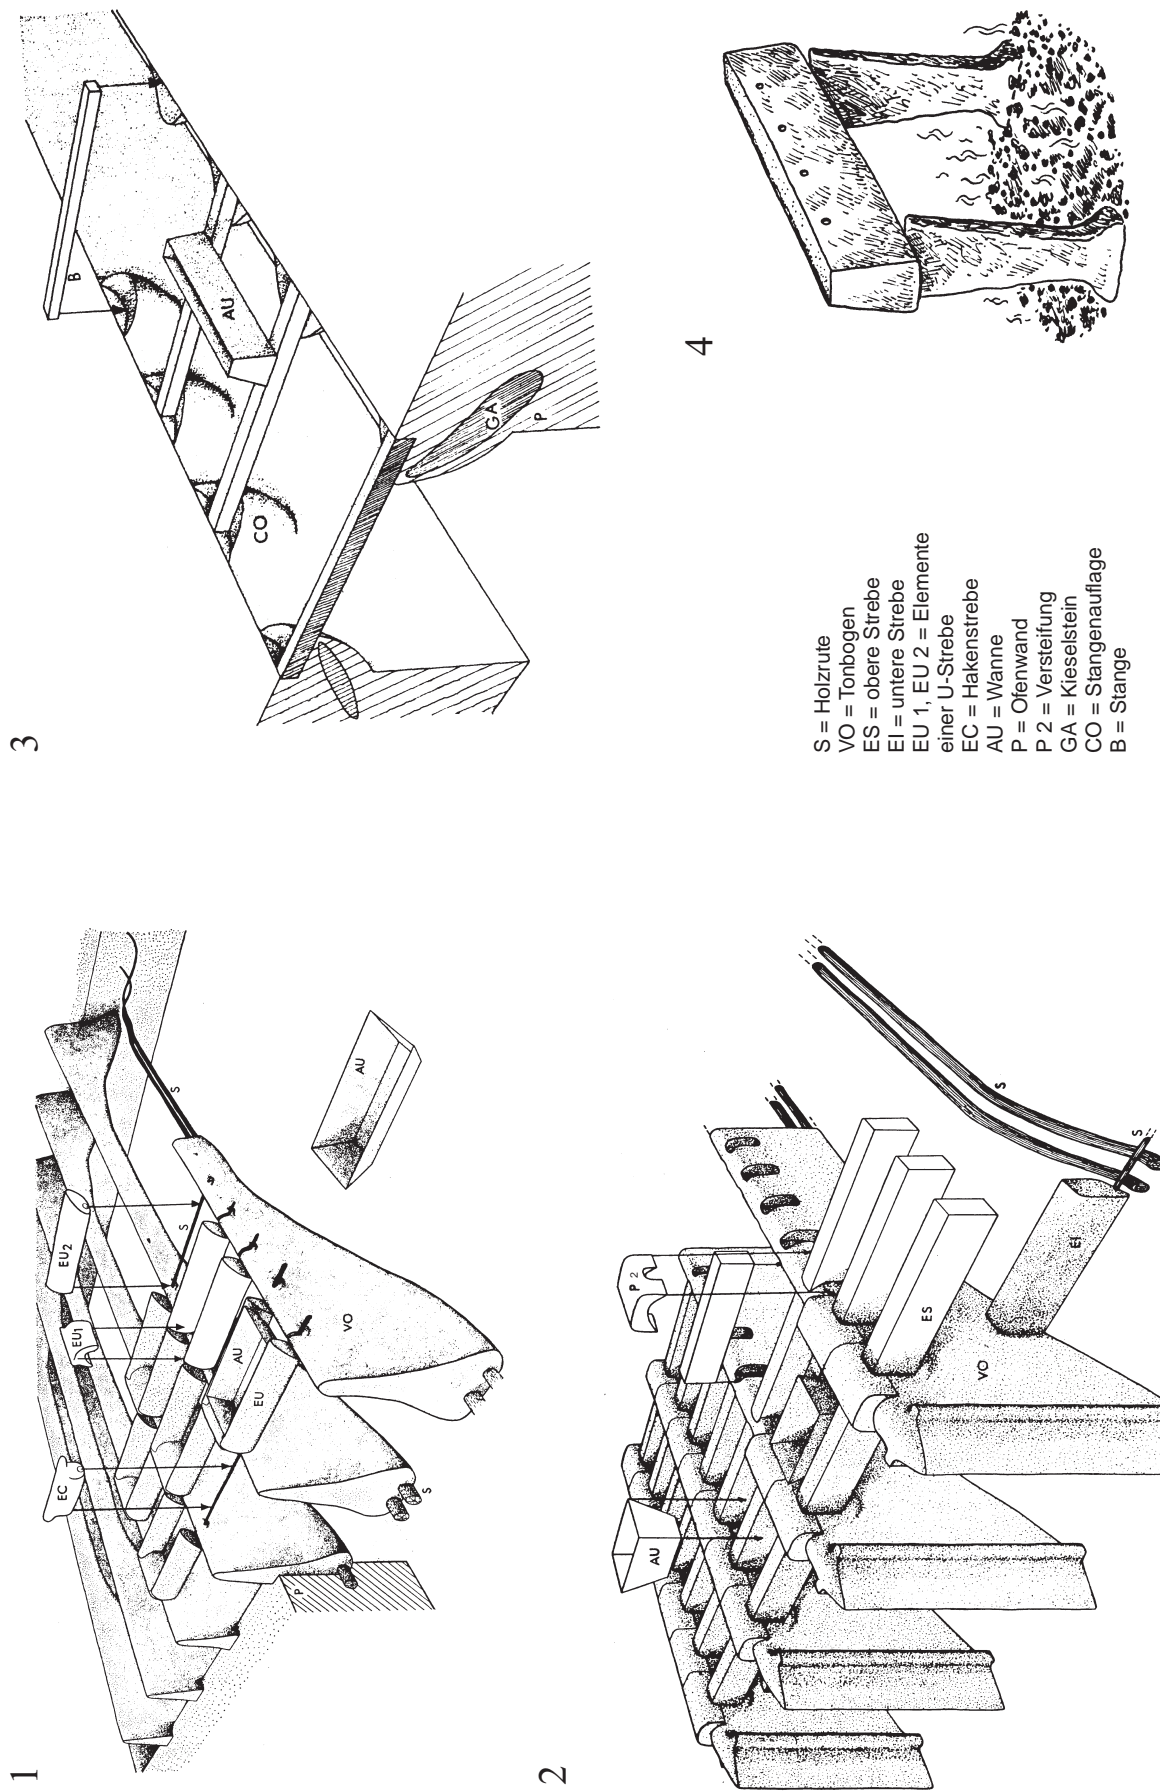 1
EC
EU1
EU2
S
S
AU
EU
AU
VO
P
S
2
AU
P 2
ES
EI
VO
S
S
3
B
AU
CO
GA
P
4
S = Holzrute
VO = Tonbogen
ES = obere Strebe
EI = untere Strebe
EU 1, EU 2 = Elemente
einer U-Strebe
EC = Hakenstrebe
AU = Wanne
P = Ofenwand
P 2 = Versteifung
GA = Kieselstein
CO = Stangenauflage
B = Stange